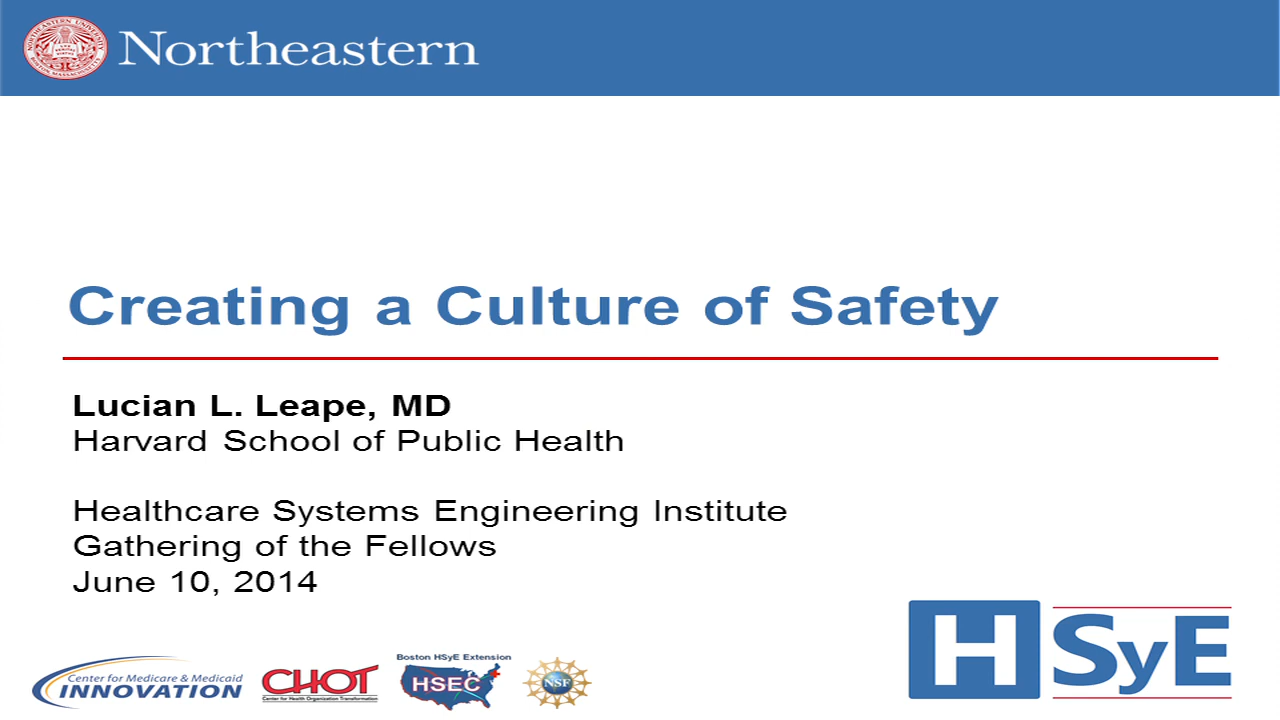 Northeastern
Creating a Culture of Safety
Lucian L. Leape, MD
Harvard School of Public Health
Healthcare Systems Engineering Institute
Gathering of the Fellows
June 10, 2014
HSyE
Center for Medicare & Medicaid
INNOVATION
CHOT
Center for Health Organization Transformation
Boston HSyE Extension
HSEC
NSF